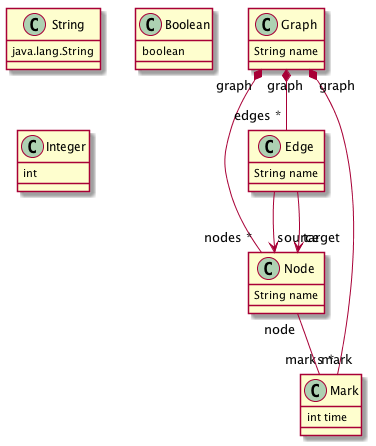 C String
java.lang.String
C Boolean
boolean
C Graph
String name
graph
graph
graph
edges *
C Integer
int
C Edge
String name
nodes *
source
target
C Node
String name
node
marks *
mark
C Mark
int time